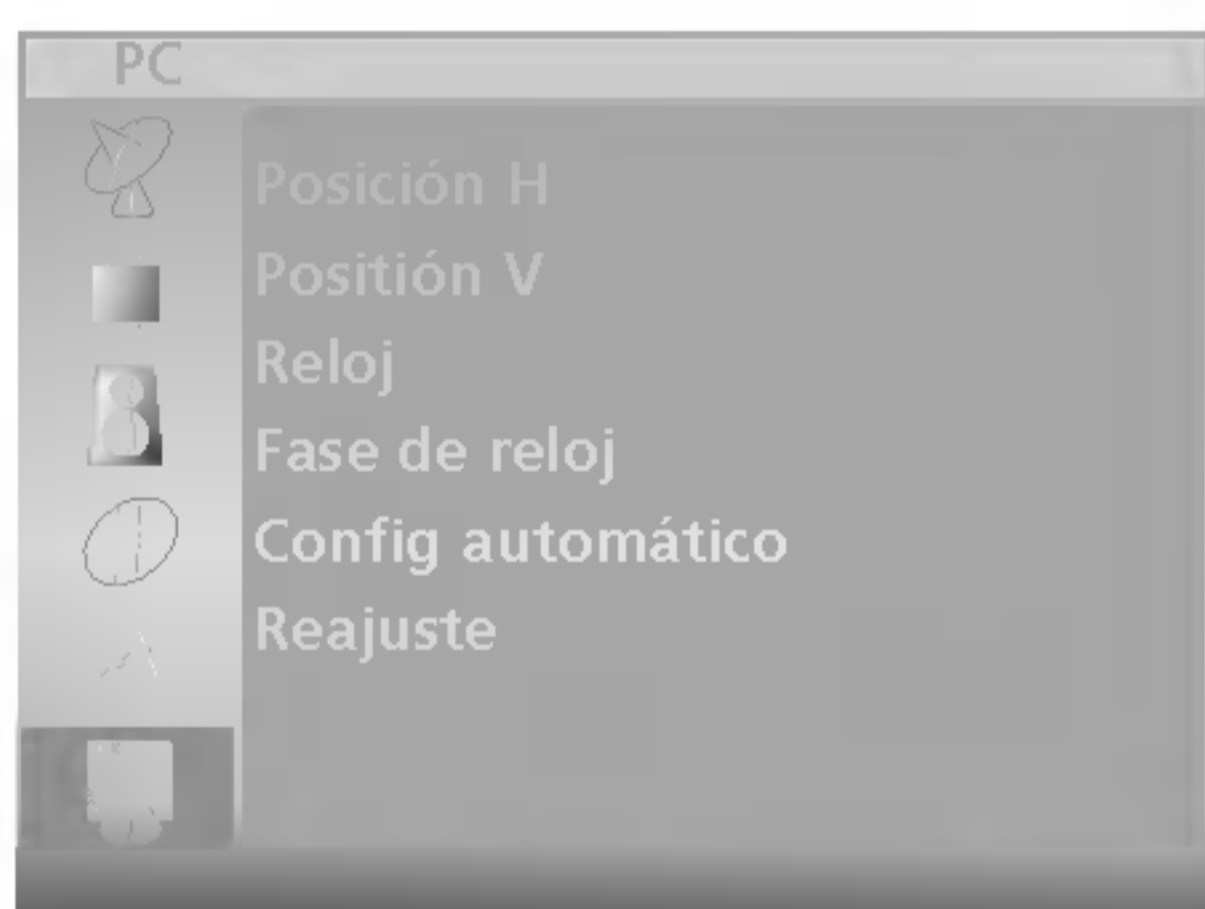 PC
Posición H
Positión V
Reloj
Fase de reloj
Config automático
Reajuste